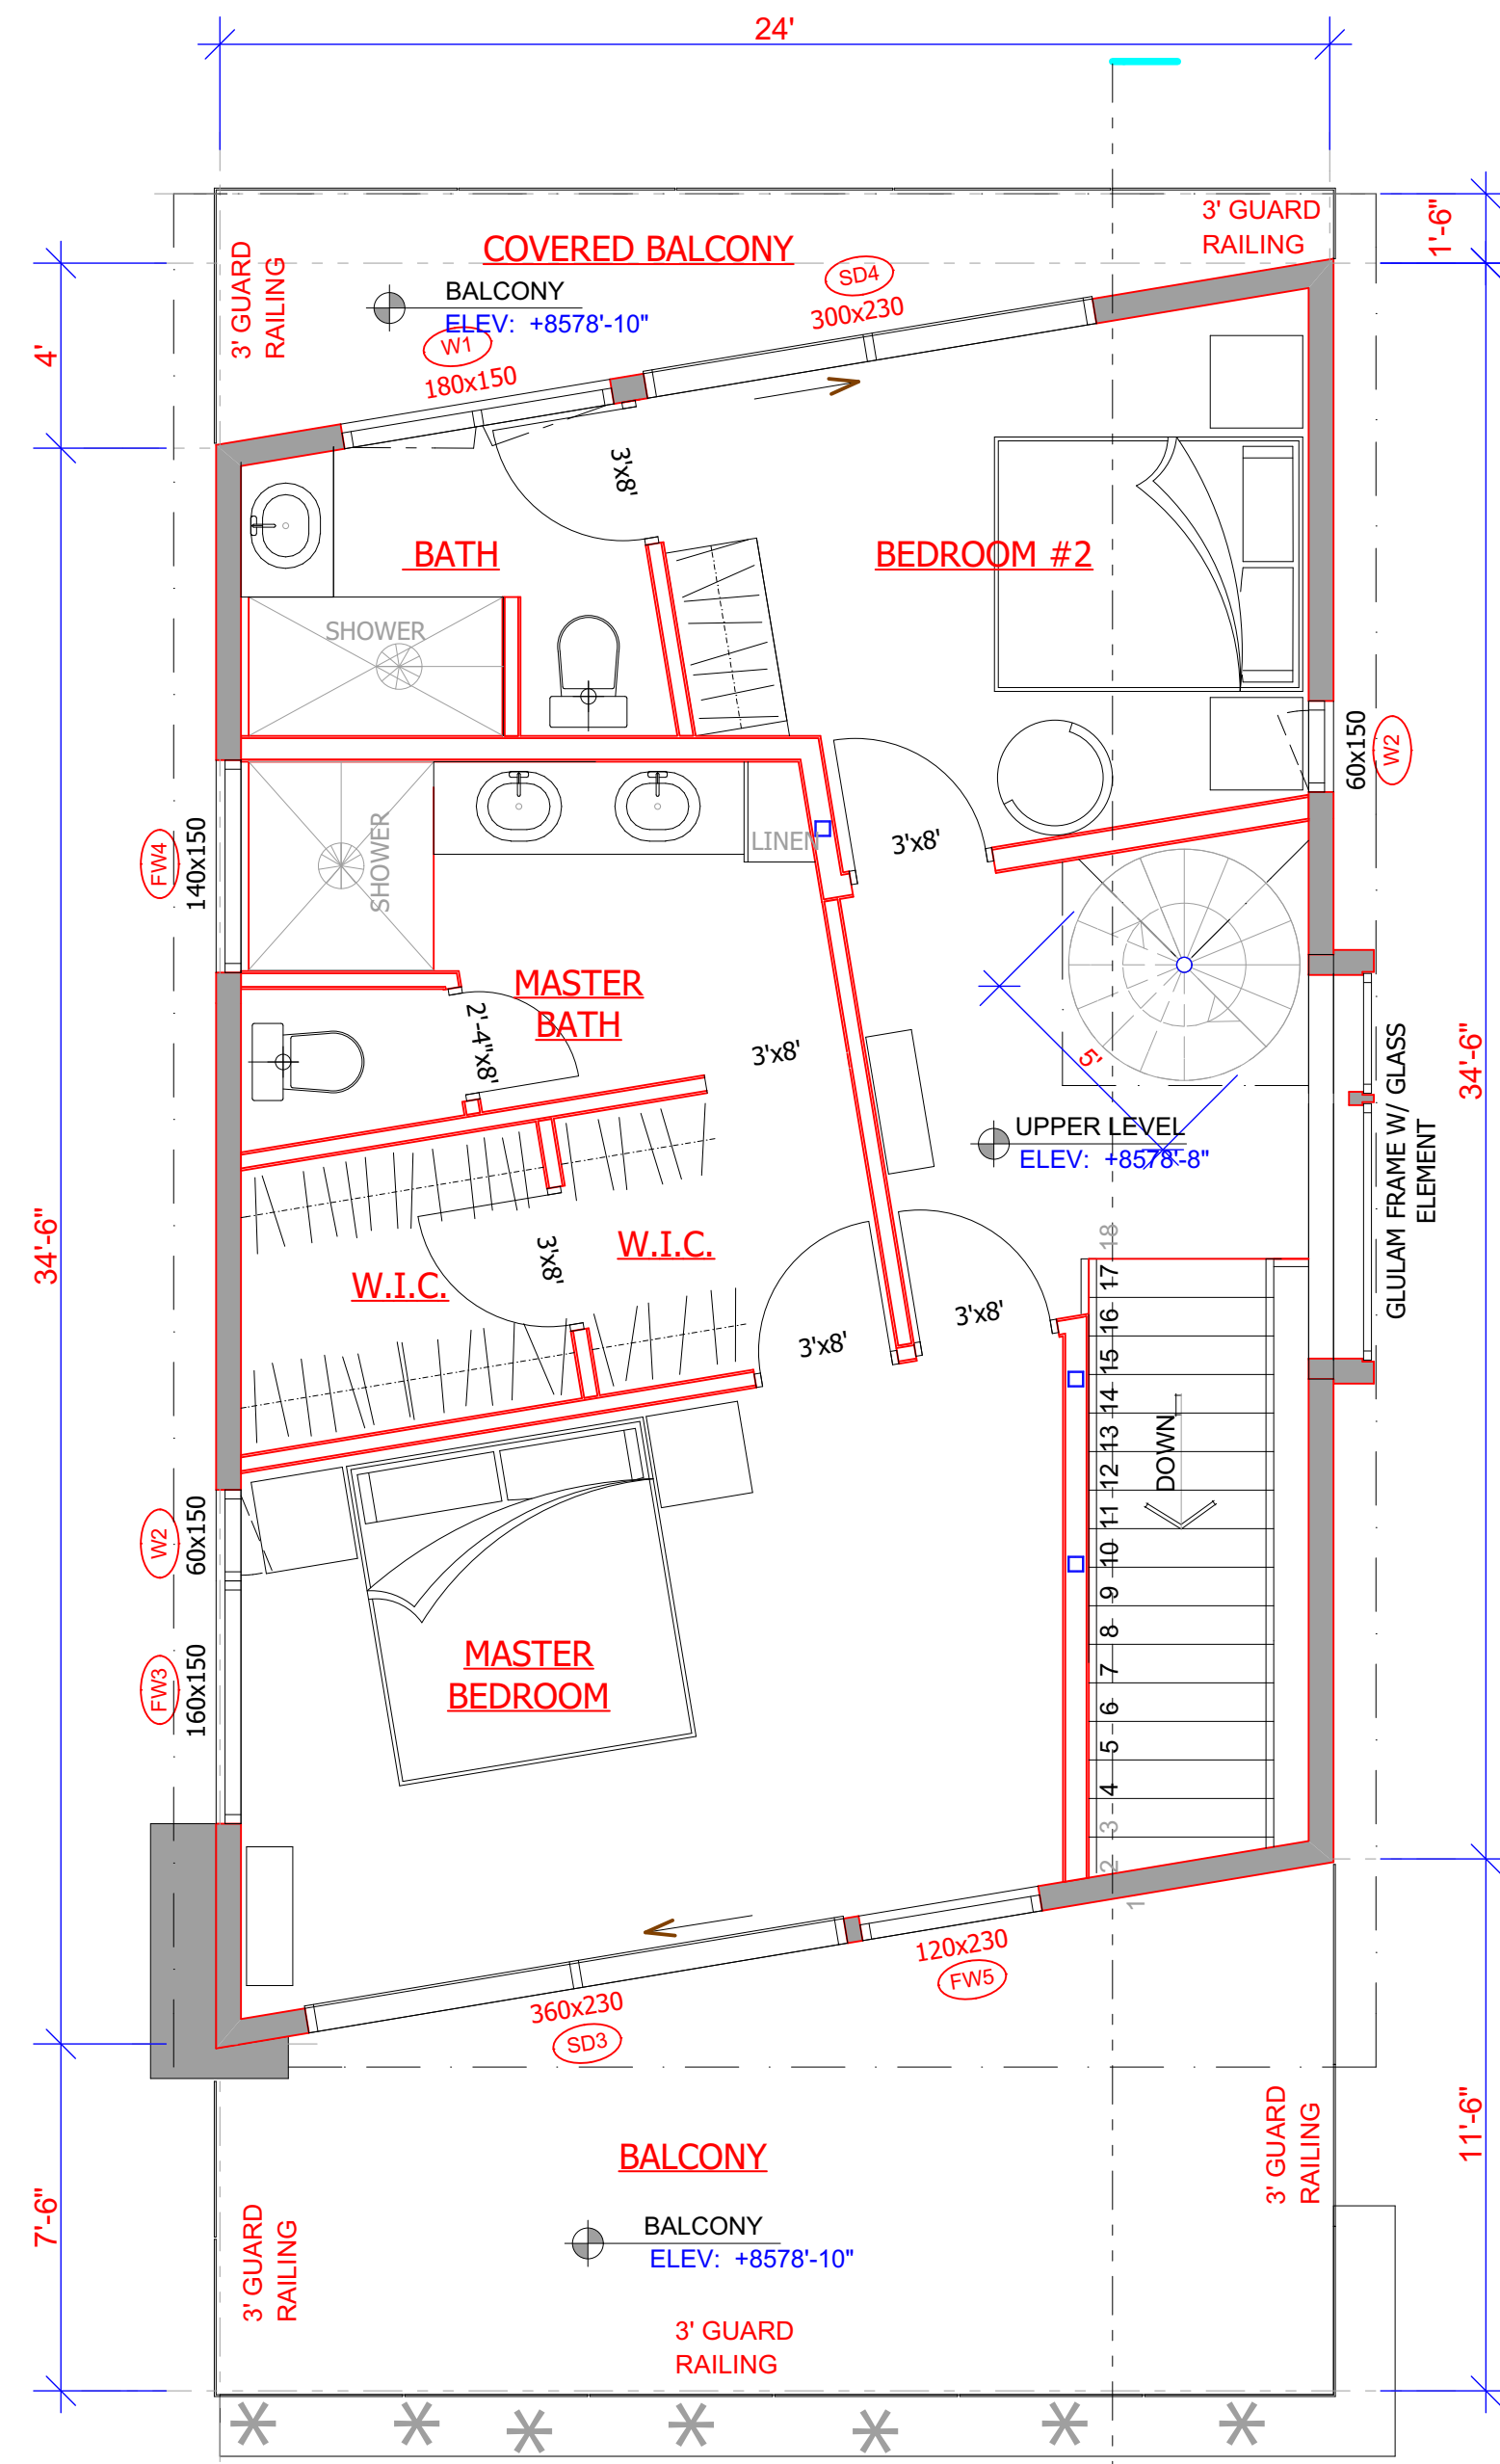 24'
3' GUARD
RAILING
1'-6"
COVERED BALCONY
3' GUARD
RAILING
SD4
300x230
BALCONY
ELEV: +8578'-10"
W1
180x150
4'
3'x8'
BATH
BEDROOM #2
SHOWER
60x150
W2
FW4
140x150
SHOWER
LINEN
3'x8'
MASTER
BATH
2'-4"x8'
3'x8'
5'
34'-6"
GLULAM FRAME W/ GLASS
ELEMENT
UPPER LEVEL
ELEV: +8578'-8"
34'-6"
W.I.C.
W.I.C.
3'x8'
3'x8'
3'x8'
18
17
16
15
14
13
12
11
10
9
8
7
6
5
4
3
2
1
DOWN
W2
60x150
FW3
160x150
MASTER
BEDROOM
120x230
FW5
360x230
SD3
BALCONY
3' GUARD
RAILING
11'-6"
7'-6"
3' GUARD
RAILING
BALCONY
ELEV: +8578'-10"
3' GUARD
RAILING